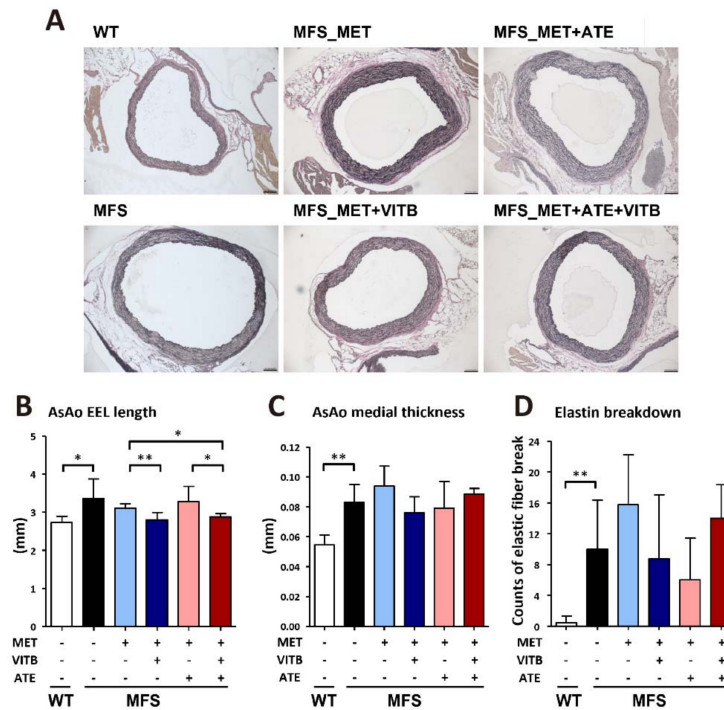 A
WT MFS_MET MFS_MET+ATE
MFS MFS_MET+VITB MFS_MET+ATE+VITB
B AsAo EEL length
(mm)
5
4
3
2
1
0
* ** * *
MET - - + + + +
VITB - - - + - +
ATE - - - - + +
WT MFS
C AsAo medial thickness
(mm)
0.12
0.10
0.08
0.06
0.04
0.02
0.00
**
MET - - + + + +
VITB - - - + - +
ATE - - - - + +
WT MFS
D Elastin breakdown
Counts of elastic fiber break
24
20
16
12
8
4
0
**
MET - - + + + +
VITB - - - + - +
ATE - - - - + +
WT MFS